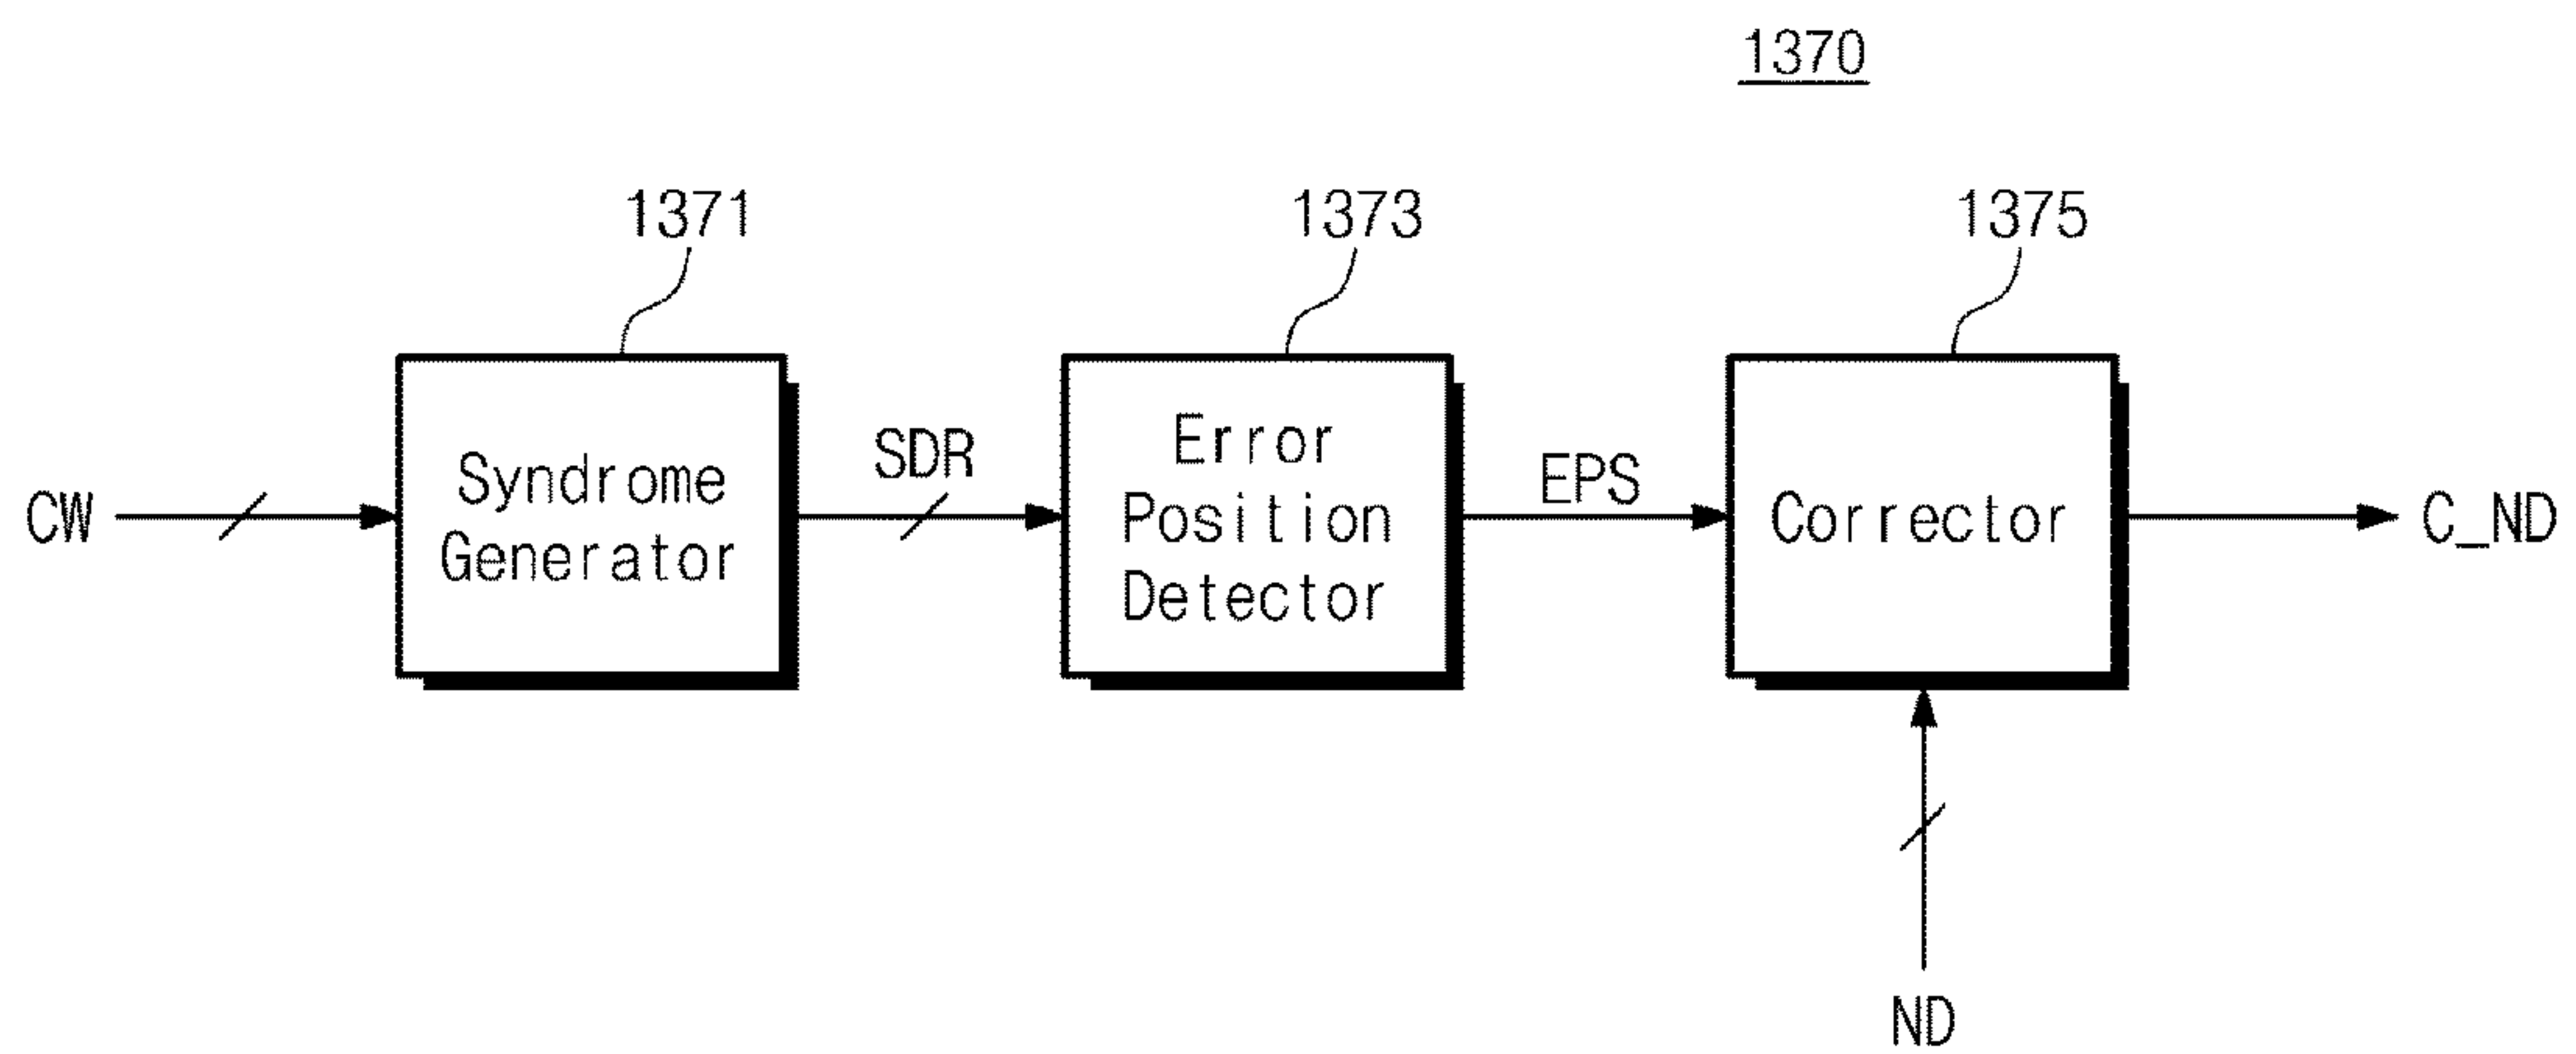 1370
1371
1373
1375
CW
Syndrome
Generator
SDR
Error
Position
Detector
EPS
Corrector
C_ND
ND